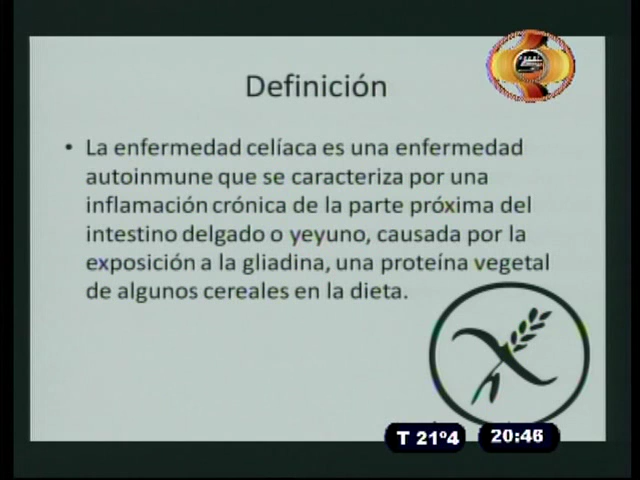 Definición
• La enfermedad celíaca es una enfermedad
autoinmune que se caracteriza por una
inflamación crónica de la parte próxima del
intestino delgado o yeyuno, causada por la
exposición a la gliadina, una proteína vegetal
de algunos cereales en la dieta.
T 21º4 20:46